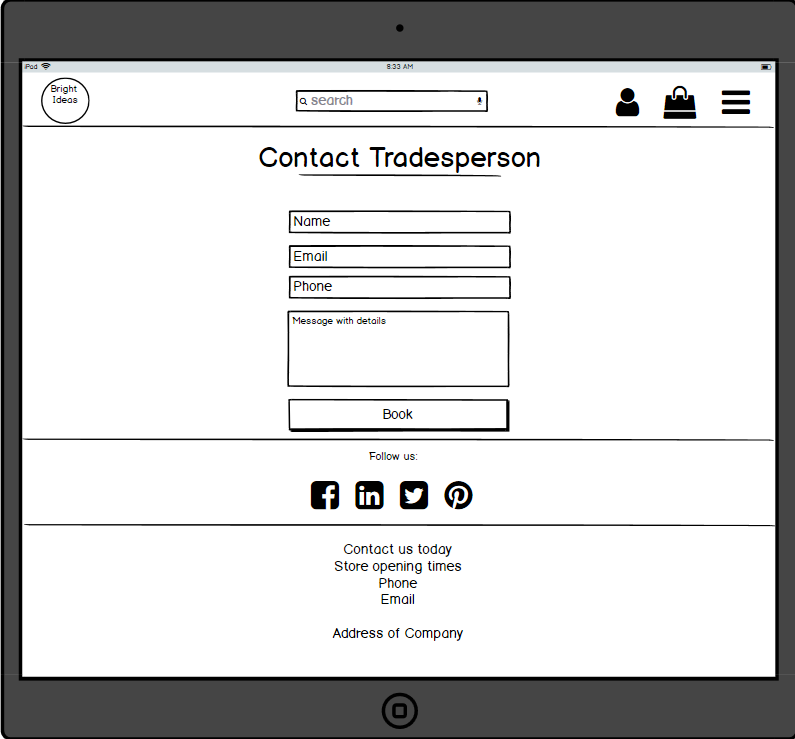 iPad
8:33 AM
Bright
Ideas
search
Contact Tradesperson
Name
Email
Phone
Message with details
Book
Follow us:
Contact us today
Store opening times
Phone
Email
Address of Company